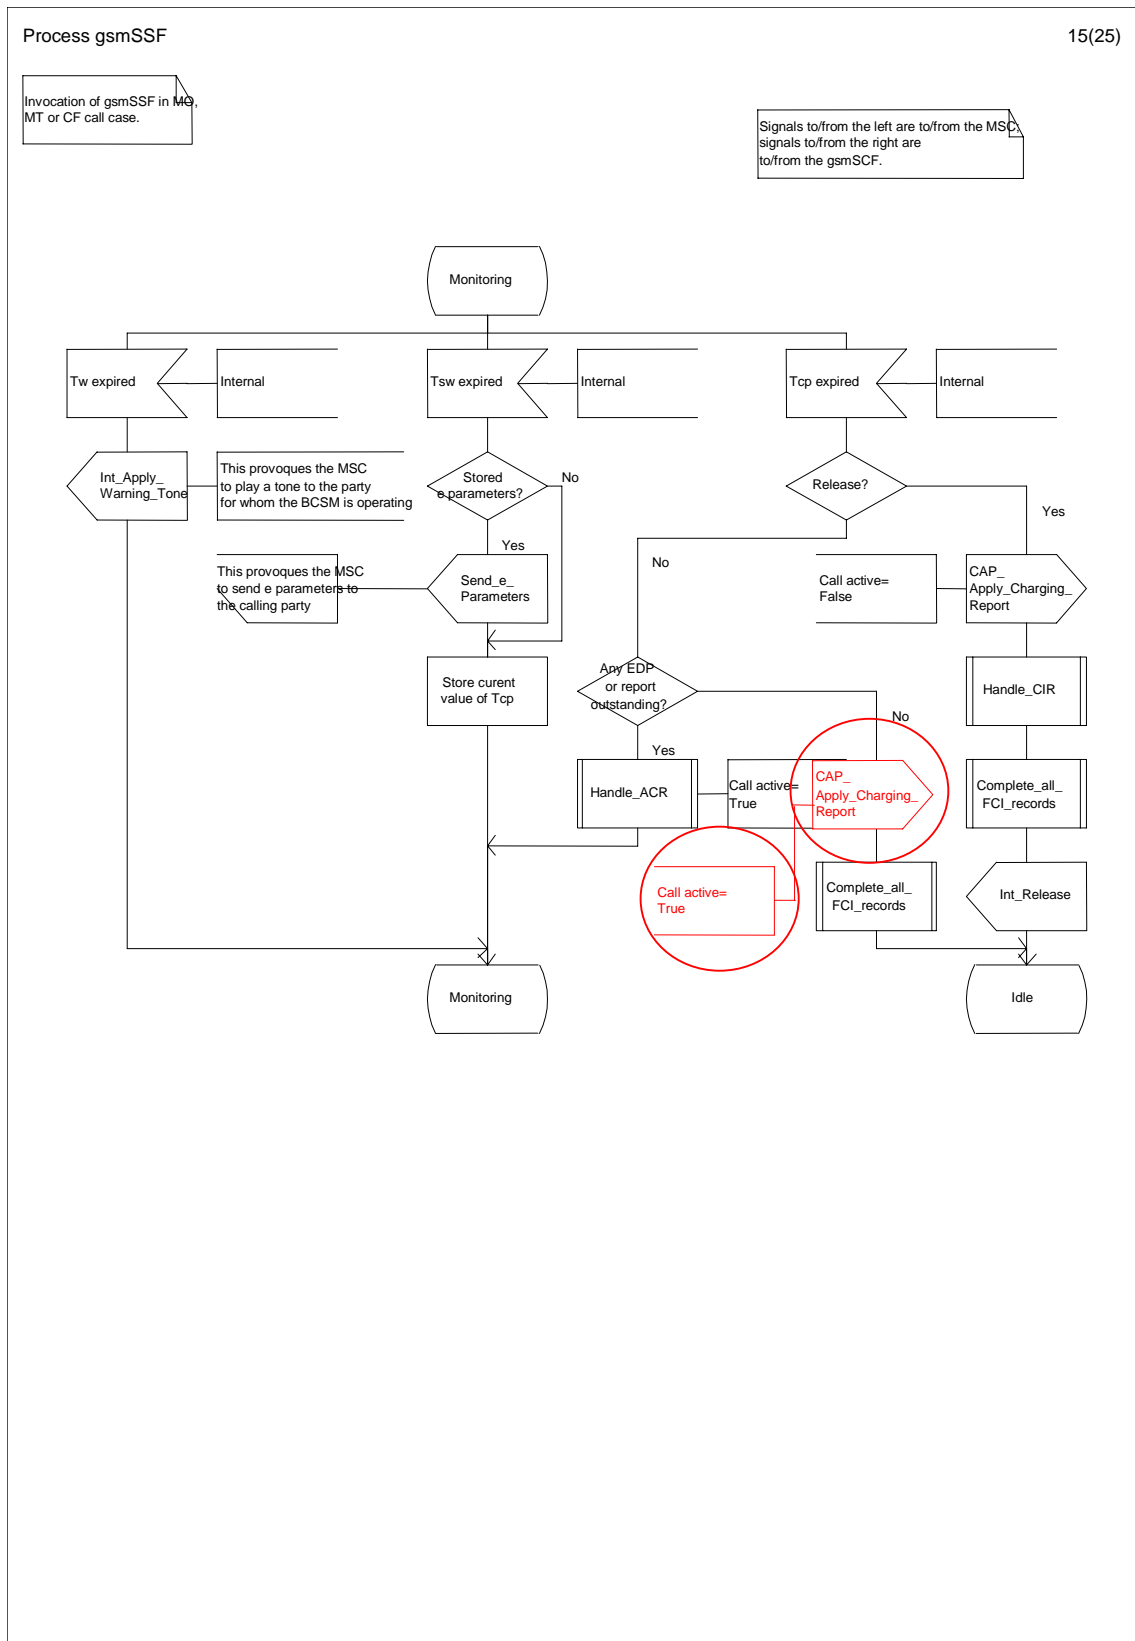 Process gsmSSF
15(25)
Invocation of gsmSSF in MO,
MT or CF call case.
Signals to/from the left are to/from the MSC;
signals to/from the right are
to/from the gsmSCF.
Monitoring
Tw expired
Internal
Tsw expired
Internal
Tcp expired
Internal
Int_Apply_
Warning_Tone
This provoques the MSC
to play a tone to the party
for whom the BCSM is operating
Stored
e parameters?
No
Yes
Release?
Yes
No
This provoques the MSC
to send e parameters to
the calling party
Send_e_
Parameters
Call active=
False
CAP_
Apply_Charging_
Report
Store curent
value of Tcp
Any EDP
or report
outstanding?
No
Yes
Handle_CIR
Handle_ACR
Call active=
True
CAP_
Apply_Charging_
Report
Complete_all_
FCI_records
Call active=
True
Complete_all_
FCI_records
Int_Release
Monitoring
Idle